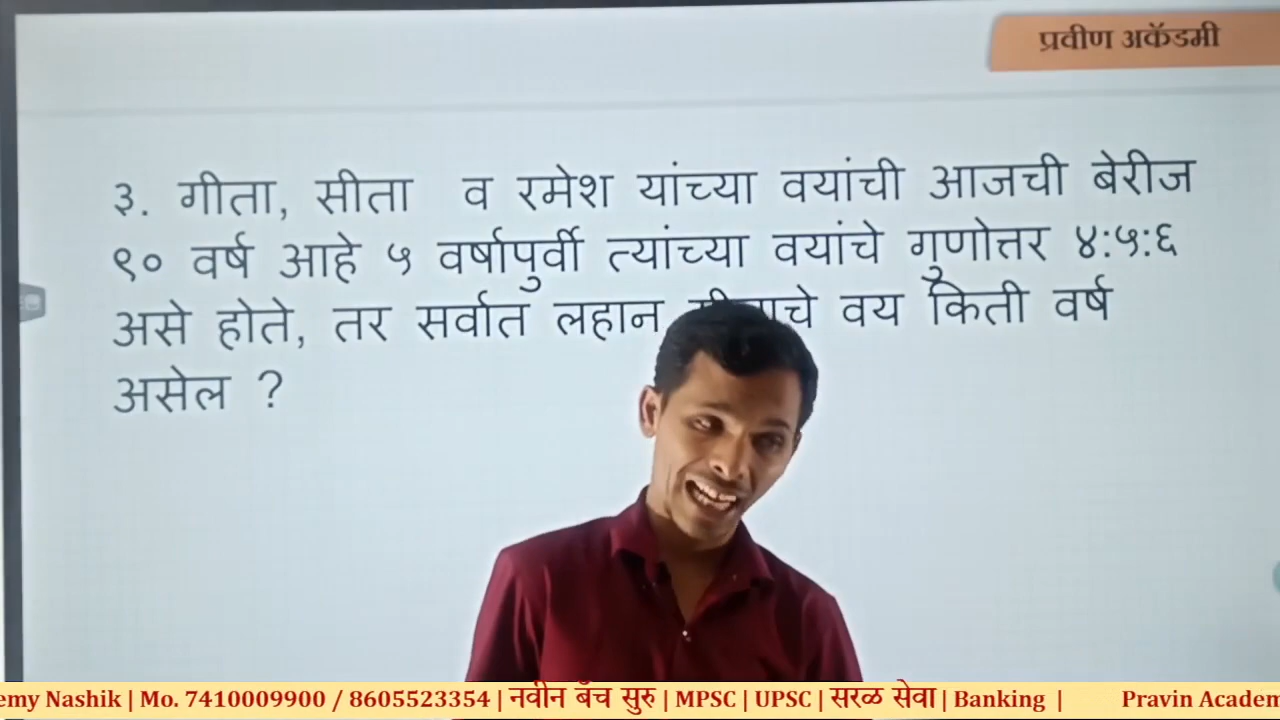 प्रवीण अकॅडमी
३. गीता, सीता व रमेश यांच्या वयांची आजची बेरीज
९० वर्ष आहे ५ वर्षापुर्वी त्यांच्या वयांचे गुणोत्तर ४:५:६
असे होते, तर सर्वात लहान वय किती वर्ष
असेल ?
emy Nashik | Mo. 7410009900 / 8605523354 | नवीन बॅच सुरु | MPSC | UPSC | सरळ सेवा | Banking | Pravin Academ